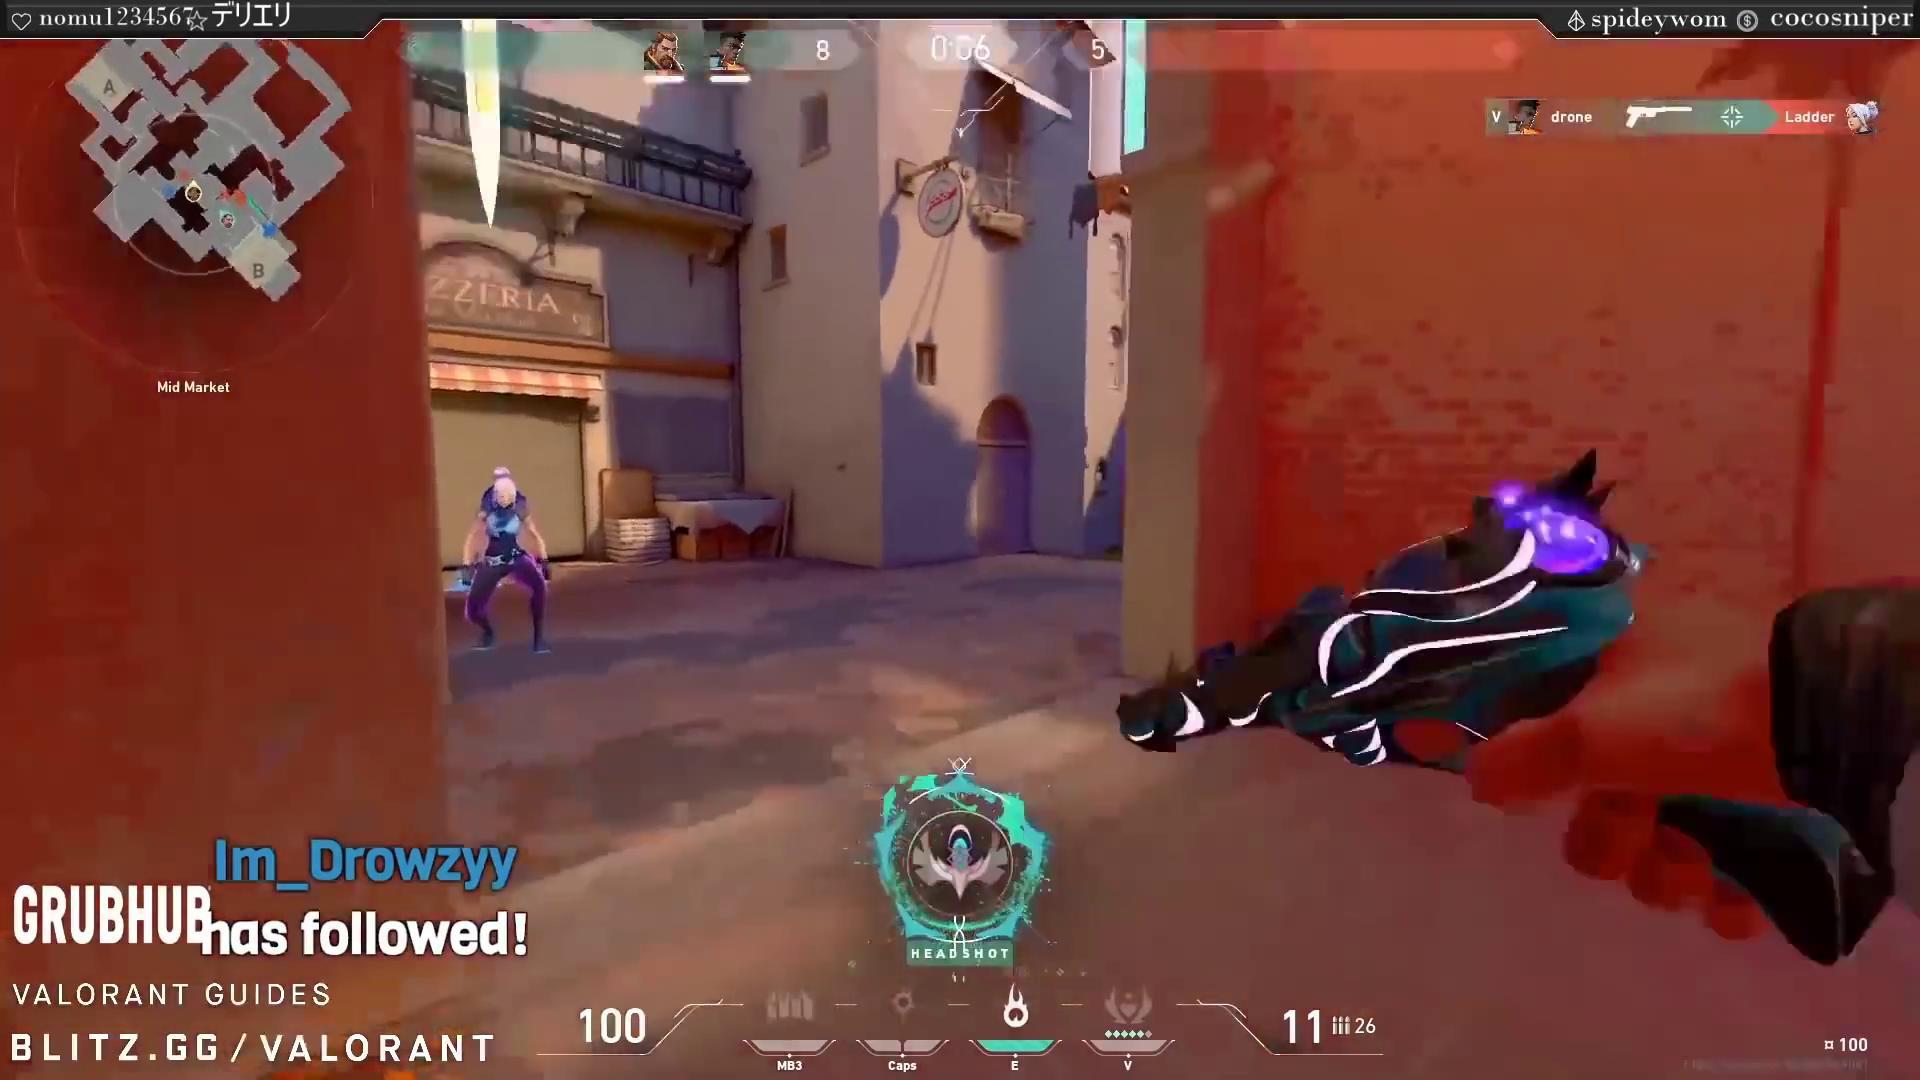 nomu1234567☆デリエリ
spideywom
cocosniper
8
0:06
5
A
B
V drone
Ladder
ZZERIA
Mid Market
Im_Drowzyy
has followed!
GRUBHUB
VALORANT GUIDES
BLITZ.GG/VALORANT
HEADSHOT
100
11
26
MB3
Caps
E
V
¤ 100